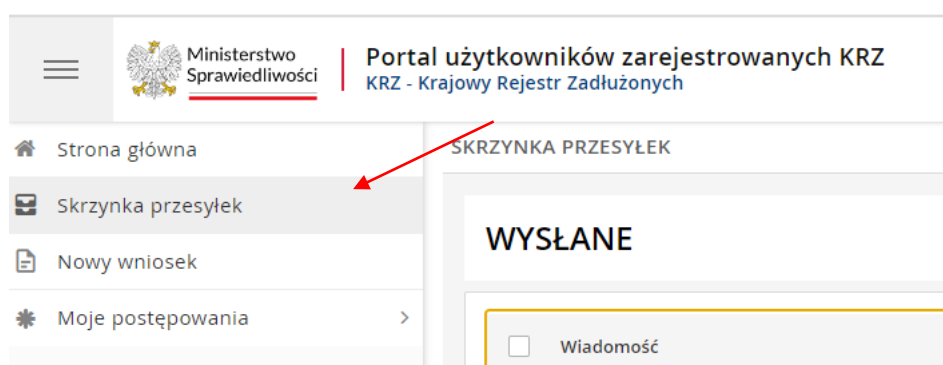 Ministerstwo
Sprawiedliwości
Portal użytkowników zarejestrowanych KRZ
KRZ - Krajowy Rejestr Zadłużonych
Strona główna
Skrzynka przesyłek
Nowy wniosek
Moje postępowania
SKRZYNKA PRZESYŁEK
WYSŁANE
Wiadomość